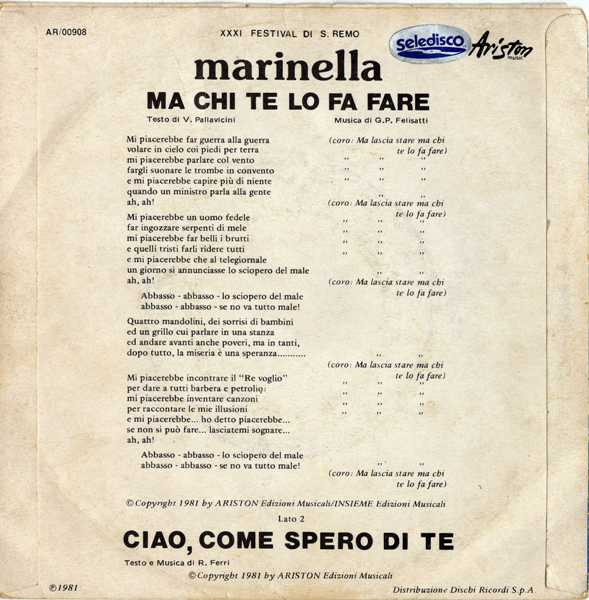 AR/00908
XXXI FESTIVAL DI S. REMO
seledisco
Ariston
music
marinella
MA CHI TE LO FA FARE
Testo di V. Pallavicini Musica di G.P. Felisatti
Mi piacerebbe far guerra alla guerra (coro: Ma lascia stare ma chi
volare in cielo coi piedi per terra te lo fa fare)
mi piacerebbe parlare col vento ,, ,, ,,
fargli suonare le trombe in convento ,, ,, ,,
e mi piacerebbe capire più di niente ,, ,, ,,
quando un ministro parla alla gente ,, ,,
ah, ah! (coro: Ma lascia stare ma chi
te lo fa fare)
Mi piacerebbe un uomo fedele ,, ,, ,,
far ingozzare serpenti di mele ,, ,, ,,
mi piacerebbe far belli i brutti ,, ,, ,,
e quelli tristi farli ridere tutti ,, ,, ,,
e mi piacerebbe che al telegiornale
un giorno si annunciasse lo sciopero del male ,, ,,
ah, ah! (coro: Ma lascia stare ma chi
te lo fa fare)
Abbasso - abbasso - lo sciopero del male
abbasso - abbasso - se no va tutto male!
Quattro mandolini, dei sorrisi di bambini
ed un grillo cui parlare in una stanza
ed andare avanti anche poveri, ma in tanti,
dopo tutto, la miseria è una speranza........... ,, ,,
(coro: Ma lascia stare ma chi
te lo fa fare)
Mi piacerebbe incontrare il "Re voglio"
per dare a tutti barbera e petrolio: ,, ,, ,,
mi piacerebbe inventare canzoni ,, ,, ,,
per raccontare le mie illusioni ,, ,, ,,
e mi piacerebbe... ho detto piacerebbe... ,, ,, ,,
se non si può fare... lasciatemi sognare...
ah, ah!
Abbasso - abbasso - lo sciopero del male
abbasso - abbasso - se no va tutto male! ,, ,,
(coro: Ma lascia stare ma chi
te lo fa fare)
© Copyright 1981 by ARISTON Edizioni Musicali/INSIEME Edizioni Musicali
Lato 2
CIAO, COME SPERO DI TE
Testo e Musica di R. Ferri
© Copyright 1981 by ARISTON Edizioni Musicali
℗ 1981
Distribuzione Dischi Ricordi S.p.A